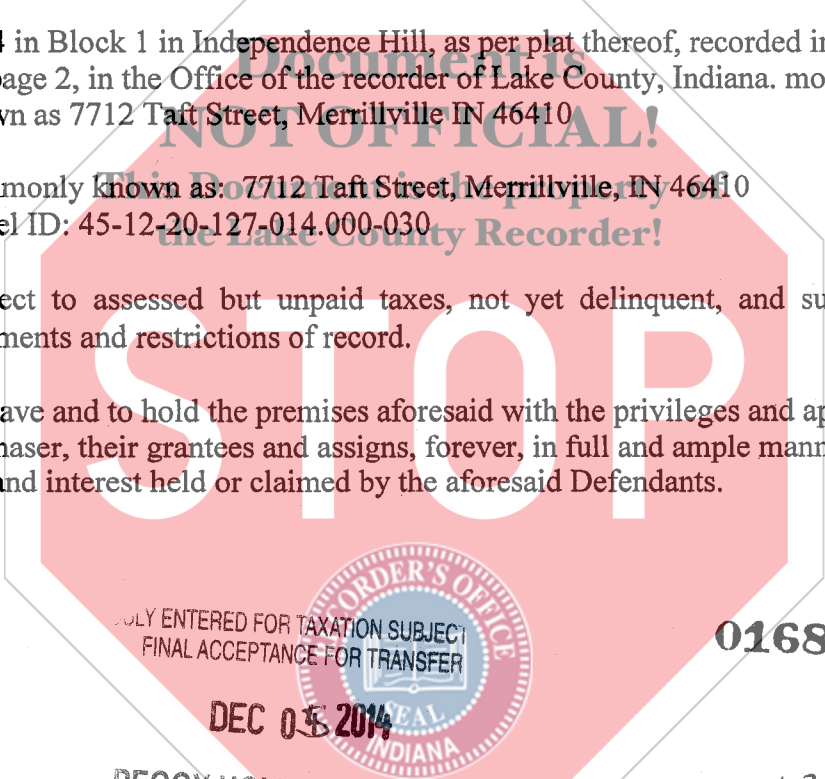 4 in Block 1 in Independence Hill, as per plat thereof, recorded in
Document is
page 2, in the Office of the recorder of Lake County, Indiana. mo
wn as 7712 Taft Street, Merrillville IN 46410
NOT OFFICIAL!
monly known as: 7712 Taft Street, Merrillville, IN 46410
This Document is the property of
el ID: 45-12-20-127-014.000-030
the Lake County Recorder!
ect to assessed but unpaid taxes, not yet delinquent, and su
ments and restrictions of record.
STOP
ave and to hold the premises aforesaid with the privileges and ap
haser, their grantees and assigns, forever, in full and ample mann
and interest held or claimed by the aforesaid Defendants.
RECORDER'S OFFICE
ULY ENTERED FOR TAXATION SUBJECT
FINAL ACCEPTANCE FOR TRANSFER
0168
DEC 05 2014
SEAL
INDIANA